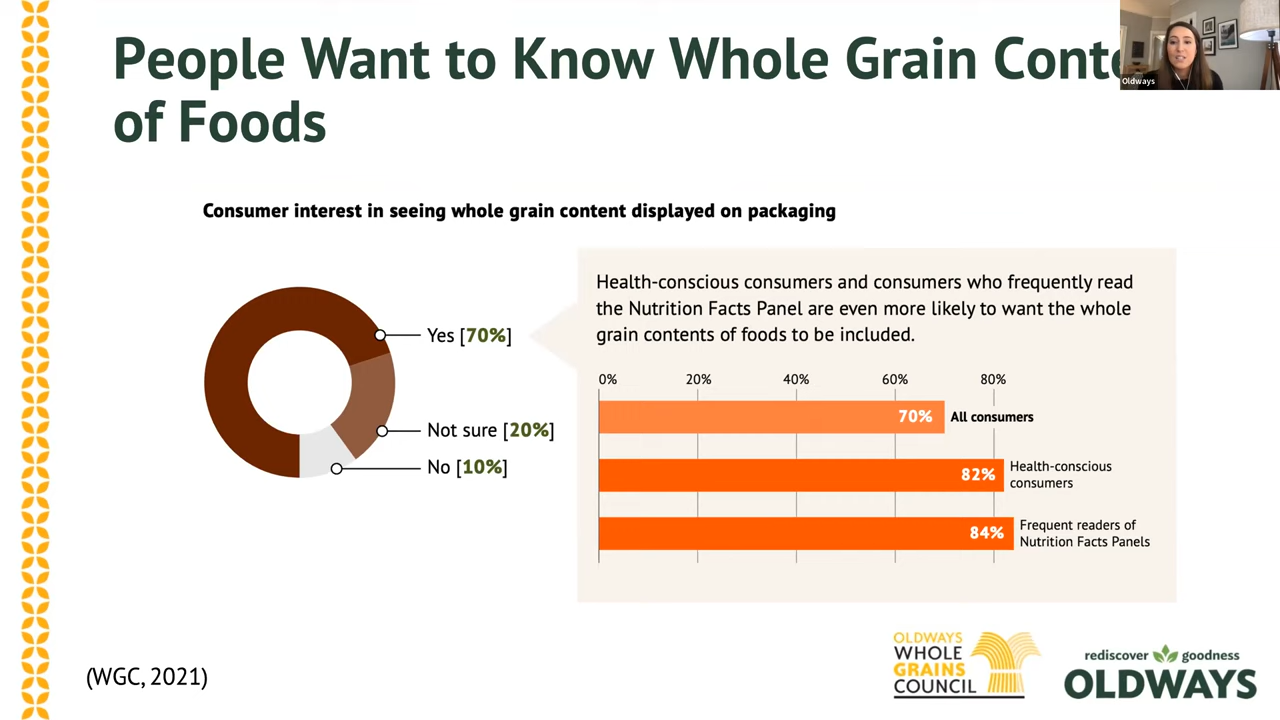 People Want to Know Whole Grain Conte
of Foods
Oldways
Consumer interest in seeing whole grain content displayed on packaging
Yes [70%]
Not sure [20%]
No [10%]
Health-conscious consumers and consumers who frequently read
the Nutrition Facts Panel are even more likely to want the whole
grain contents of foods to be included.
0% 20% 40% 60% 80%
70% All consumers
82% Health-conscious
consumers
84% Frequent readers of
Nutrition Facts Panels
(WGC, 2021)
OLDWAYS
WHOLE
GRAINS
COUNCIL
rediscover goodness
OLDWAYS